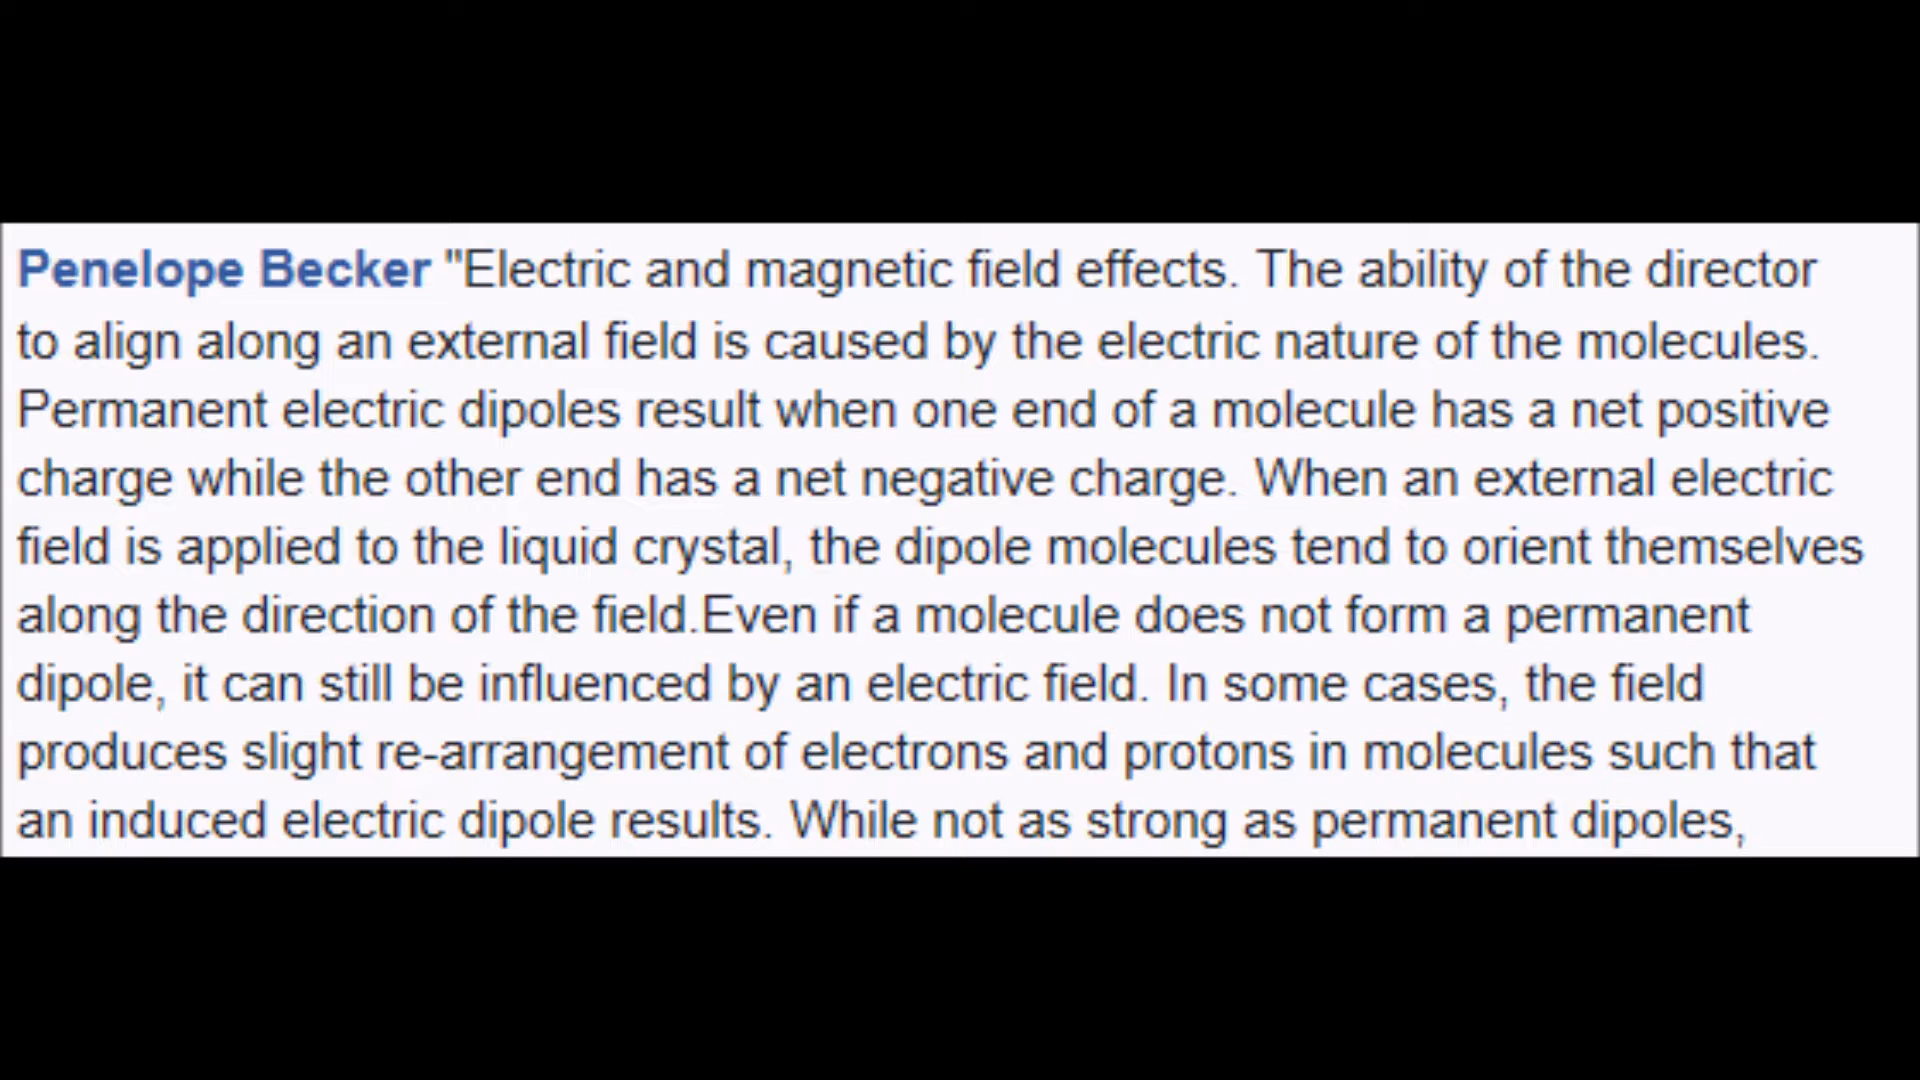 Penelope Becker "Electric and magnetic field effects. The ability of the director
to align along an external field is caused by the electric nature of the molecules.
Permanent electric dipoles result when one end of a molecule has a net positive
charge while the other end has a net negative charge. When an external electric
field is applied to the liquid crystal, the dipole molecules tend to orient themselves
along the direction of the field.Even if a molecule does not form a permanent
dipole, it can still be influenced by an electric field. In some cases, the field
produces slight re-arrangement of electrons and protons in molecules such that
an induced electric dipole results. While not as strong as permanent dipoles,